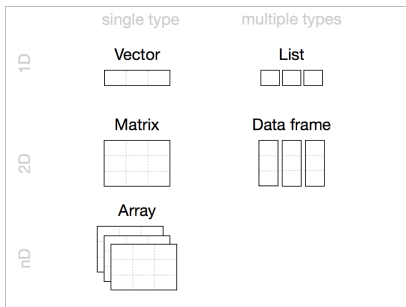 single type
multiple types
1D
Vector
List
2D
Matrix
Data frame
nD
Array